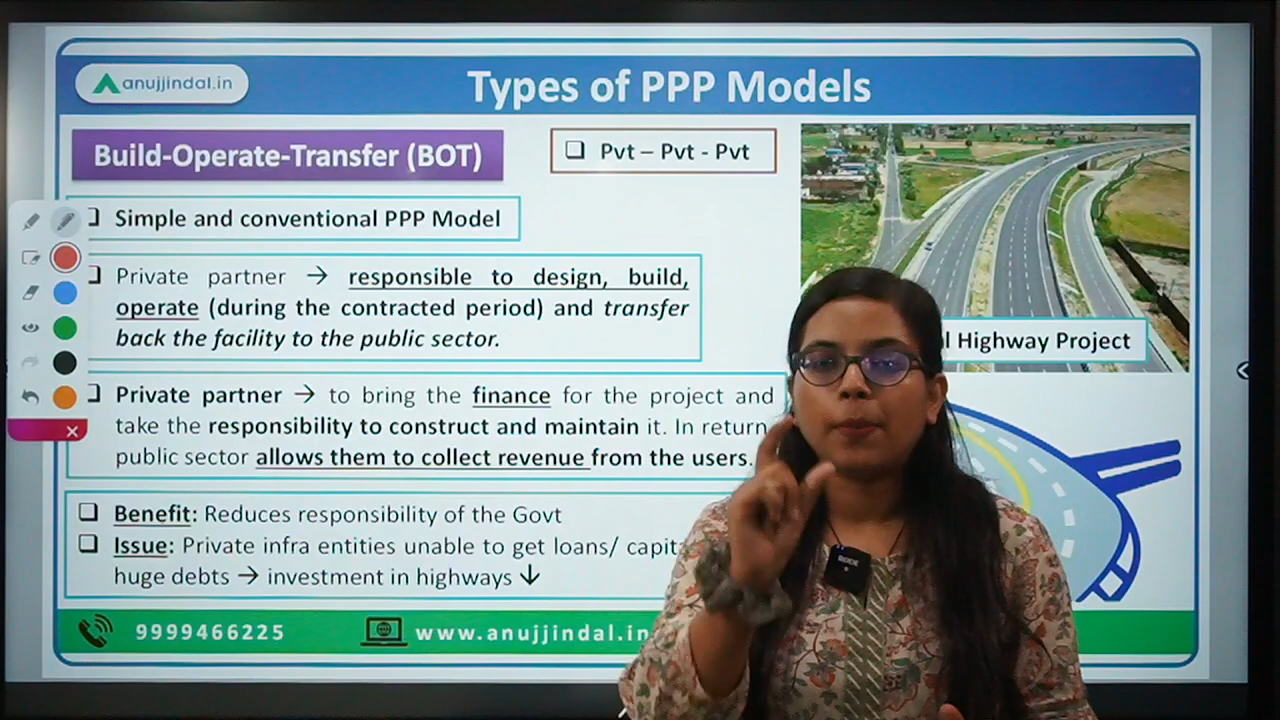 anujjindal.in
Types of PPP Models
Build-Operate-Transfer (BOT)
❑ Pvt – Pvt - Pvt
Simple and conventional PPP Model
Private partner → responsible to design, build,
operate (during the contracted period) and transfer
back the facility to the public sector.
l Highway Project
Private partner → to bring the finance for the project and
take the responsibility to construct and maintain it. In return,
public sector allows them to collect revenue from the users.
❑ Benefit: Reduces responsibility of the Govt
❑ Issue: Private infra entities unable to get loans/
huge debts → investment in highways ↓
9999466225
www.anujjindal.in
RODE